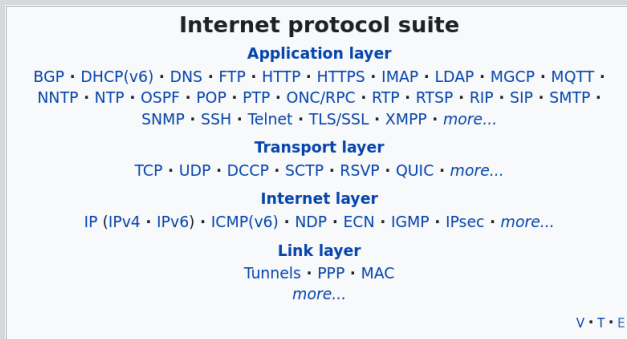 Internet protocol suite
Application layer
BGP · DHCP(v6) · DNS · FTP · HTTP · HTTPS · IMAP · LDAP · MGCP · MQTT ·
NNTP · NTP · OSPF · POP · PTP · ONC/RPC · RTP · RTSP · RIP · SIP · SMTP ·
SNMP · SSH · Telnet · TLS/SSL · XMPP · more...
Transport layer
TCP · UDP · DCCP · SCTP · RSVP · QUIC · more...
Internet layer
IP (IPv4 · IPv6) · ICMP(v6) · NDP · ECN · IGMP · IPsec · more...
Link layer
Tunnels · PPP · MAC
more...
V · T · E